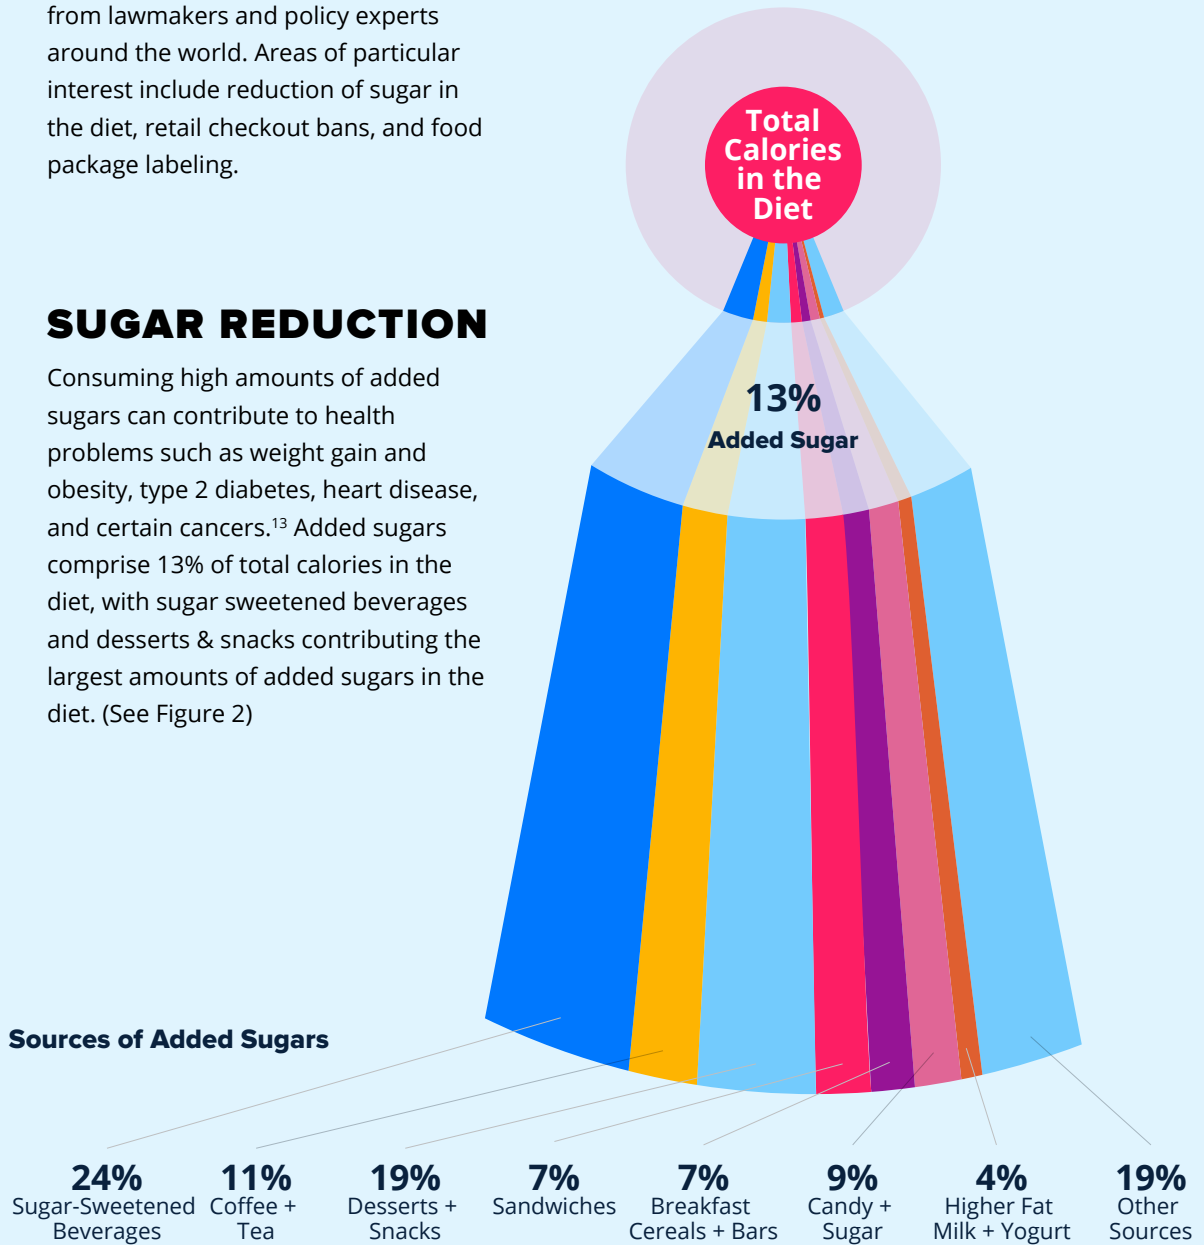 from lawmakers and policy experts
around the world. Areas of particular
interest include reduction of sugar in
the diet, retail checkout bans, and food
package labeling.
SUGAR REDUCTION
Consuming high amounts of added
sugars can contribute to health
problems such as weight gain and
obesity, type 2 diabetes, heart disease,
and certain cancers.¹³ Added sugars
comprise 13% of total calories in the
diet, with sugar sweetened beverages
and desserts & snacks contributing the
largest amounts of added sugars in the
diet. (See Figure 2)
Total
Calories
in the
Diet
13%
Added Sugar
Sources of Added Sugars
24%
Sugar-Sweetened
Beverages
11%
Coffee +
Tea
19%
Desserts +
Snacks
7%
Sandwiches
7%
Breakfast
Cereals + Bars
9%
Candy +
Sugar
4%
Higher Fat
Milk + Yogurt
19%
Other
Sources